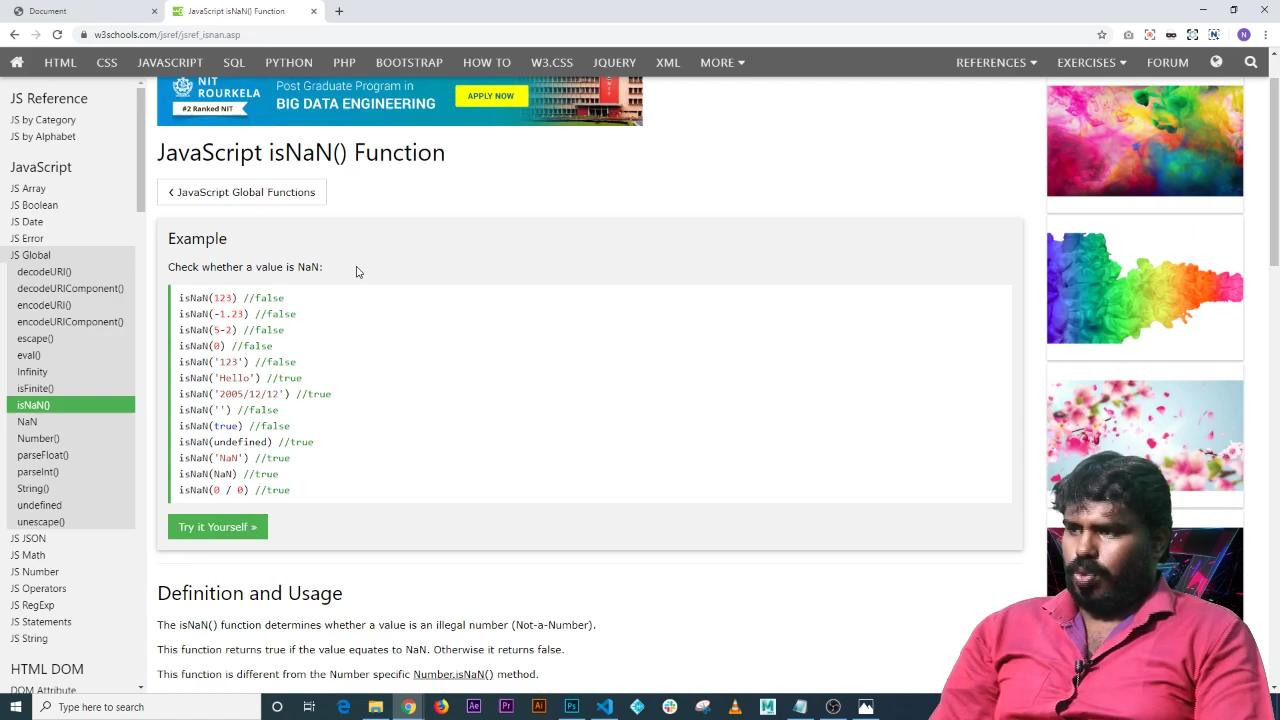 Document
JavaScript isNaN() Function
w3schools.com/jsref/jsref_isnan.asp
N
HTML CSS JAVASCRIPT SQL PYTHON PHP BOOTSTRAP HOW TO W3.CSS JQUERY XML MORE REFERENCES EXERCISES FORUM
JS Reference
JS by Category
JS by Alphabet
JavaScript
JS Array
JS Boolean
JS Date
JS Error
JS Global
decodeURI()
decodeURIComponent()
encodeURI()
encodeURIComponent()
escape()
eval()
Infinity
isFinite()
isNaN()
NaN
Number()
parseFloat()
parseInt()
String()
undefined
unescape()
JS JSON
JS Math
JS Number
JS Operators
JS RegExp
JS Statements
JS String
HTML DOM
DOM Attribute
NIT
ROURKELA
#2 Ranked NIT
Post Graduate Program in
BIG DATA ENGINEERING
APPLY NOW
JavaScript isNaN() Function
❮ JavaScript Global Functions
Example
Check whether a value is NaN:
isNaN(123) //false
isNaN(-1.23) //false
isNaN(5-2) //false
isNaN(0) //false
isNaN('123') //false
isNaN('Hello') //true
isNaN('2005/12/12') //true
isNaN('') //false
isNaN(true) //false
isNaN(undefined) //true
isNaN('NaN') //true
isNaN(NaN) //true
isNaN(0 / 0) //true
Try it Yourself »
Definition and Usage
The isNaN() function determines whether a value is an illegal number (Not-a-Number).
This function returns true if the value equates to NaN. Otherwise it returns false.
This function is different from the Number specific Number.isNaN() method.
Type here to search
Ae Pr Ai Ps